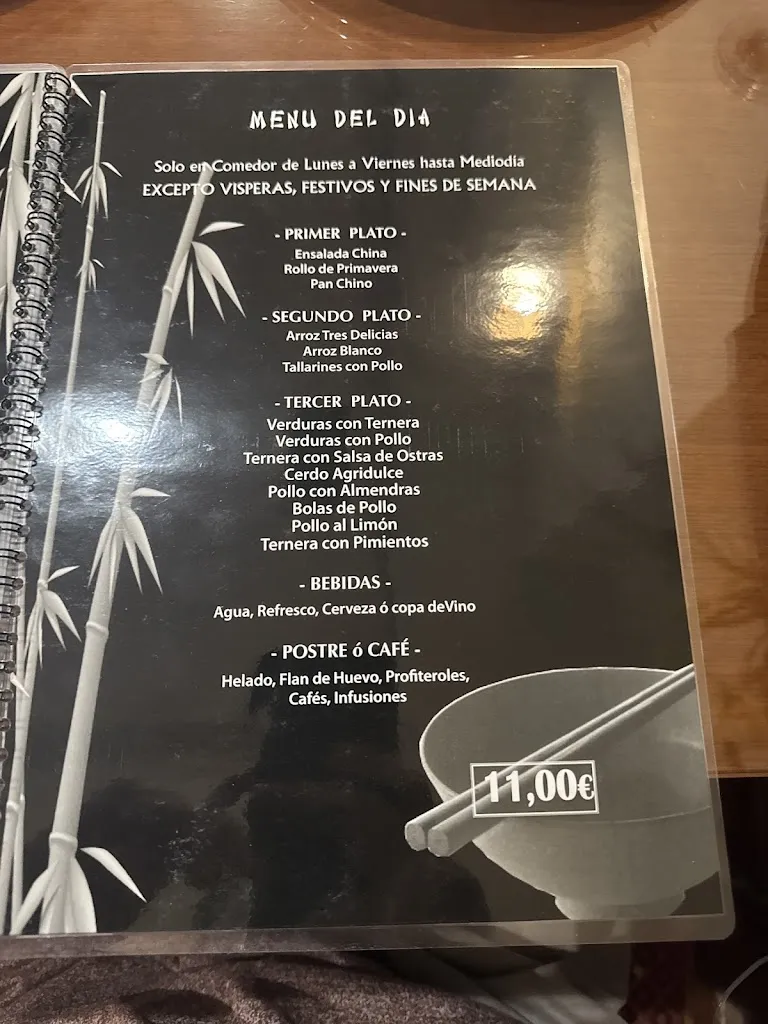 MENU DEL DIA
Solo en Comedor de Lunes a Viernes hasta Mediodía
EXCEPTO VISPERAS, FESTIVOS Y FINES DE SEMANA
- PRIMER PLATO -
Ensalada China
Rollo de Primavera
Pan Chino
- SEGUNDO PLATO -
Arroz Tres Delicias
Arroz Blanco
Tallarines con Pollo
- TERCER PLATO -
Verduras con Ternera
Verduras con Pollo
Ternera con Salsa de Ostras
Cerdo Agridulce
Pollo con Almendras
Bolas de Pollo
Pollo al Limón
Ternera con Pimientos
- BEBIDAS -
Agua, Refresco, Cerveza ó copa deVino
- POSTRE ó CAFÉ -
Helado, Flan de Huevo, Profiteroles,
Cafés, Infusiones
11,00€